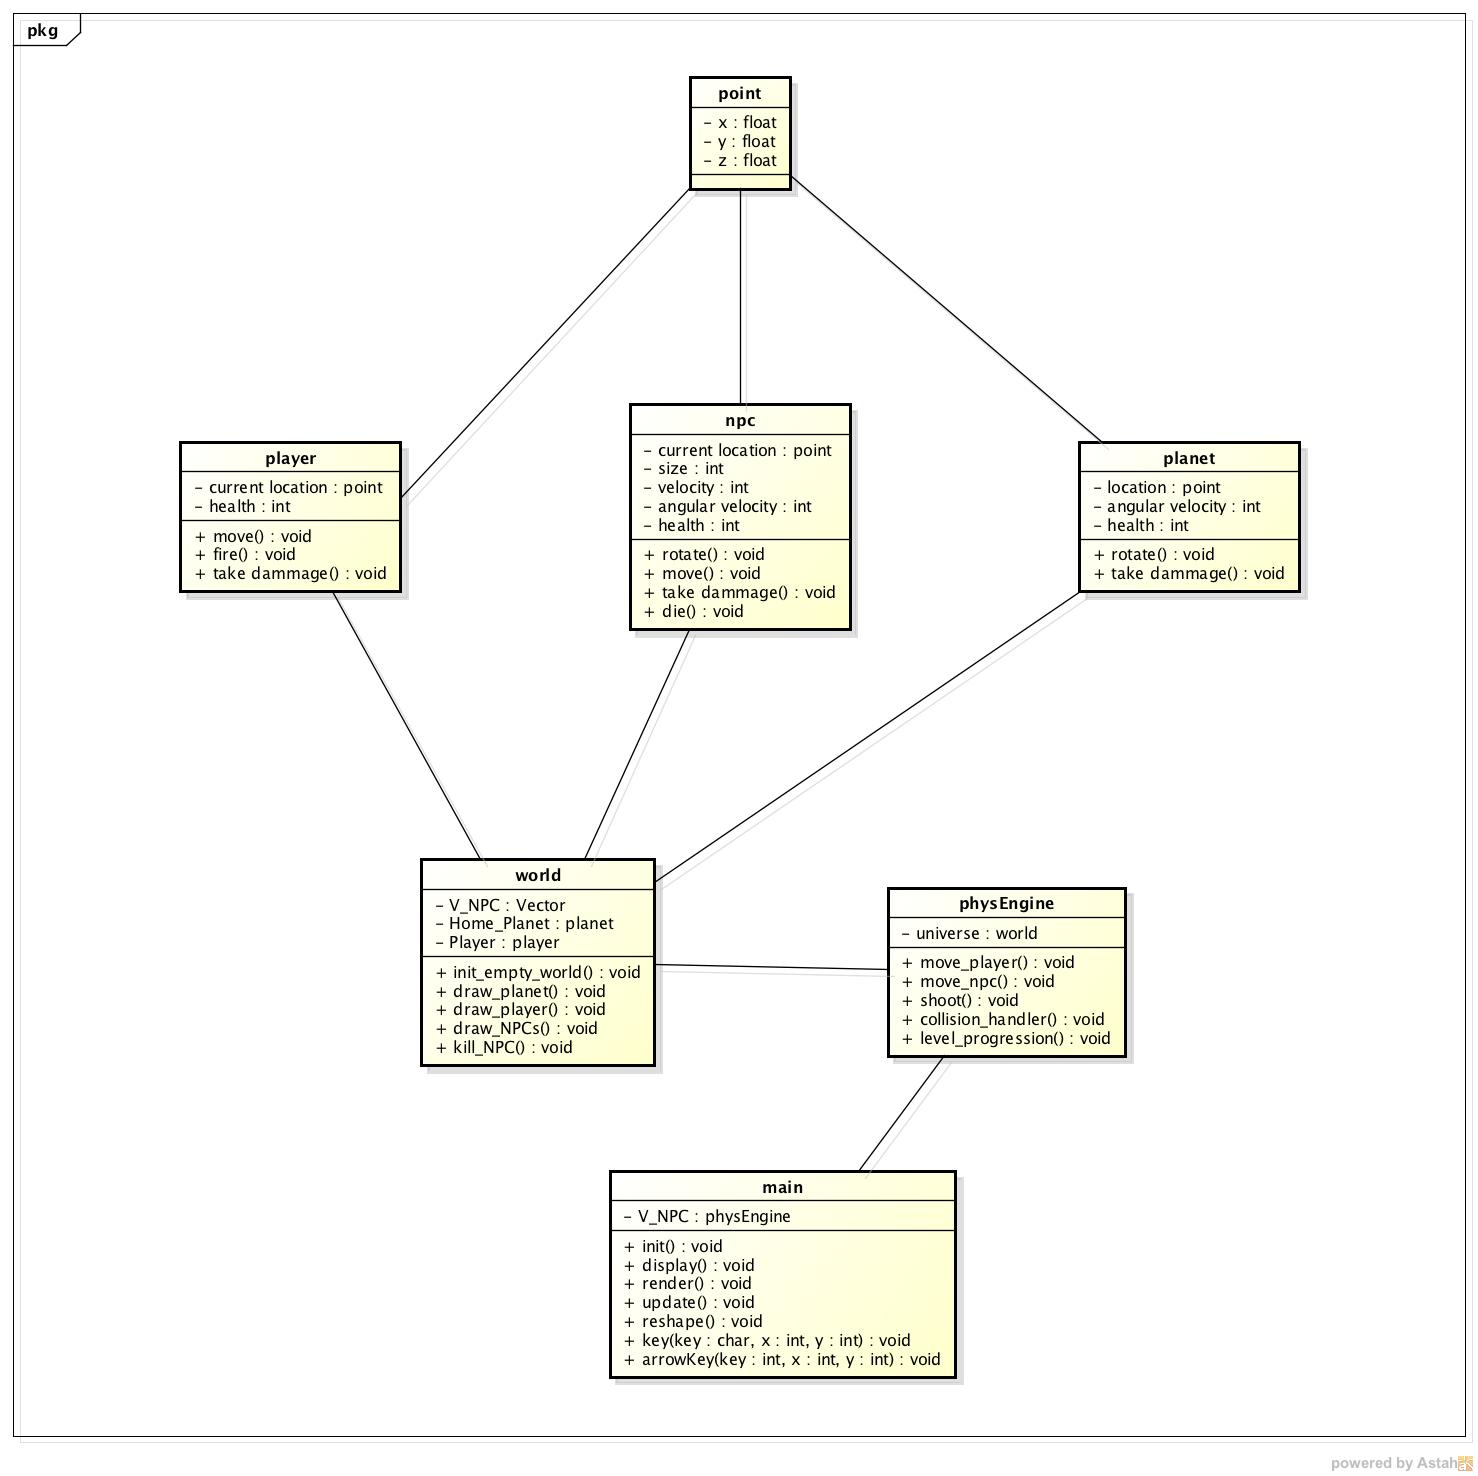 pkg
point
– x : float
– y : float
– z : float
player
– current location : point
– health : int
+ move() : void
+ fire() : void
+ take dammage() : void
npc
– current location : point
– size : int
– velocity : int
– angular velocity : int
– health : int
+ rotate() : void
+ move() : void
+ take dammage() : void
+ die() : void
planet
– location : point
– angular velocity : int
– health : int
+ rotate() : void
+ take dammage() : void
world
– V_NPC : Vector
– Home_Planet : planet
– Player : player
+ init_empty_world() : void
+ draw_planet() : void
+ draw_player() : void
+ draw_NPCs() : void
+ kill_NPC() : void
physEngine
– universe : world
+ move_player() : void
+ move_npc() : void
+ shoot() : void
+ collision_handler() : void
+ level_progression() : void
main
– V_NPC : physEngine
+ init() : void
+ display() : void
+ render() : void
+ update() : void
+ reshape() : void
+ key(key : char, x : int, y : int) : void
+ arrowKey(key : int, x : int, y : int) : void
powered by Astah